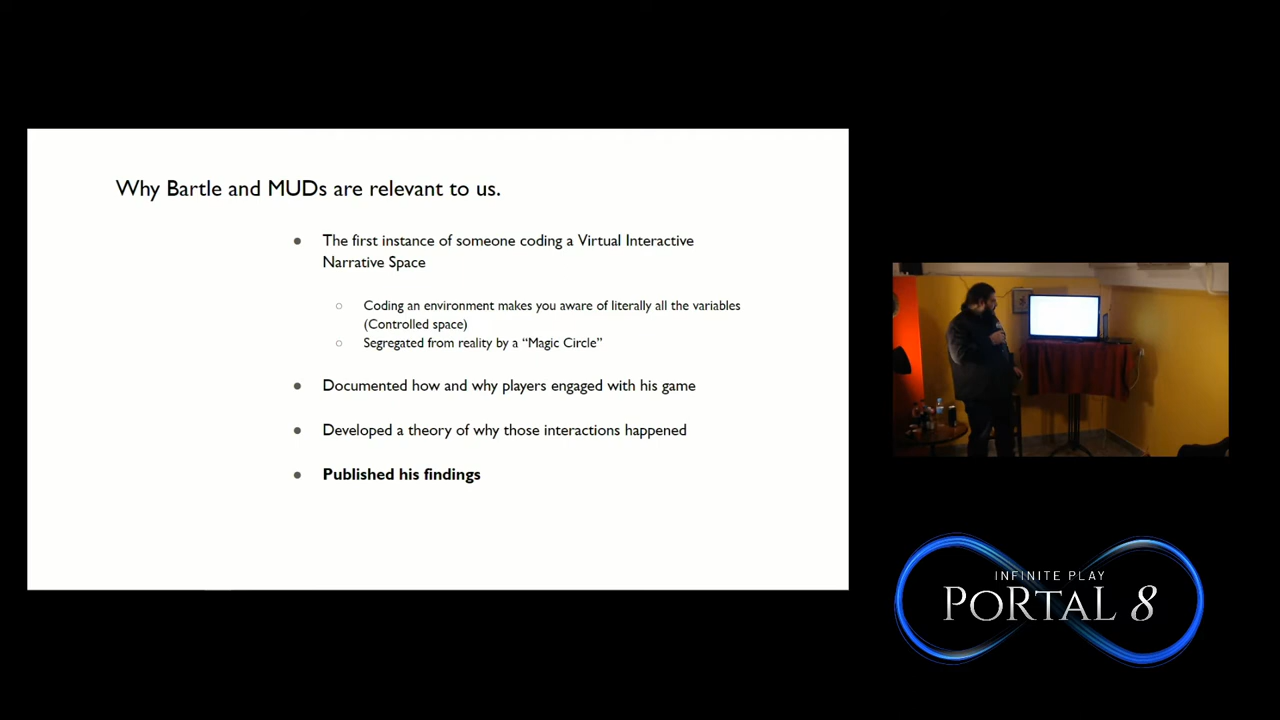 Why Bartle and MUDs are relevant to us.
● The first instance of someone coding a Virtual Interactive
Narrative Space
○ Coding an environment makes you aware of literally all the variables
(Controlled space)
○ Segregated from reality by a “Magic Circle”
● Documented how and why players engaged with his game
● Developed a theory of why those interactions happened
● Published his findings
INFINITE PLAY
PORTAL 8